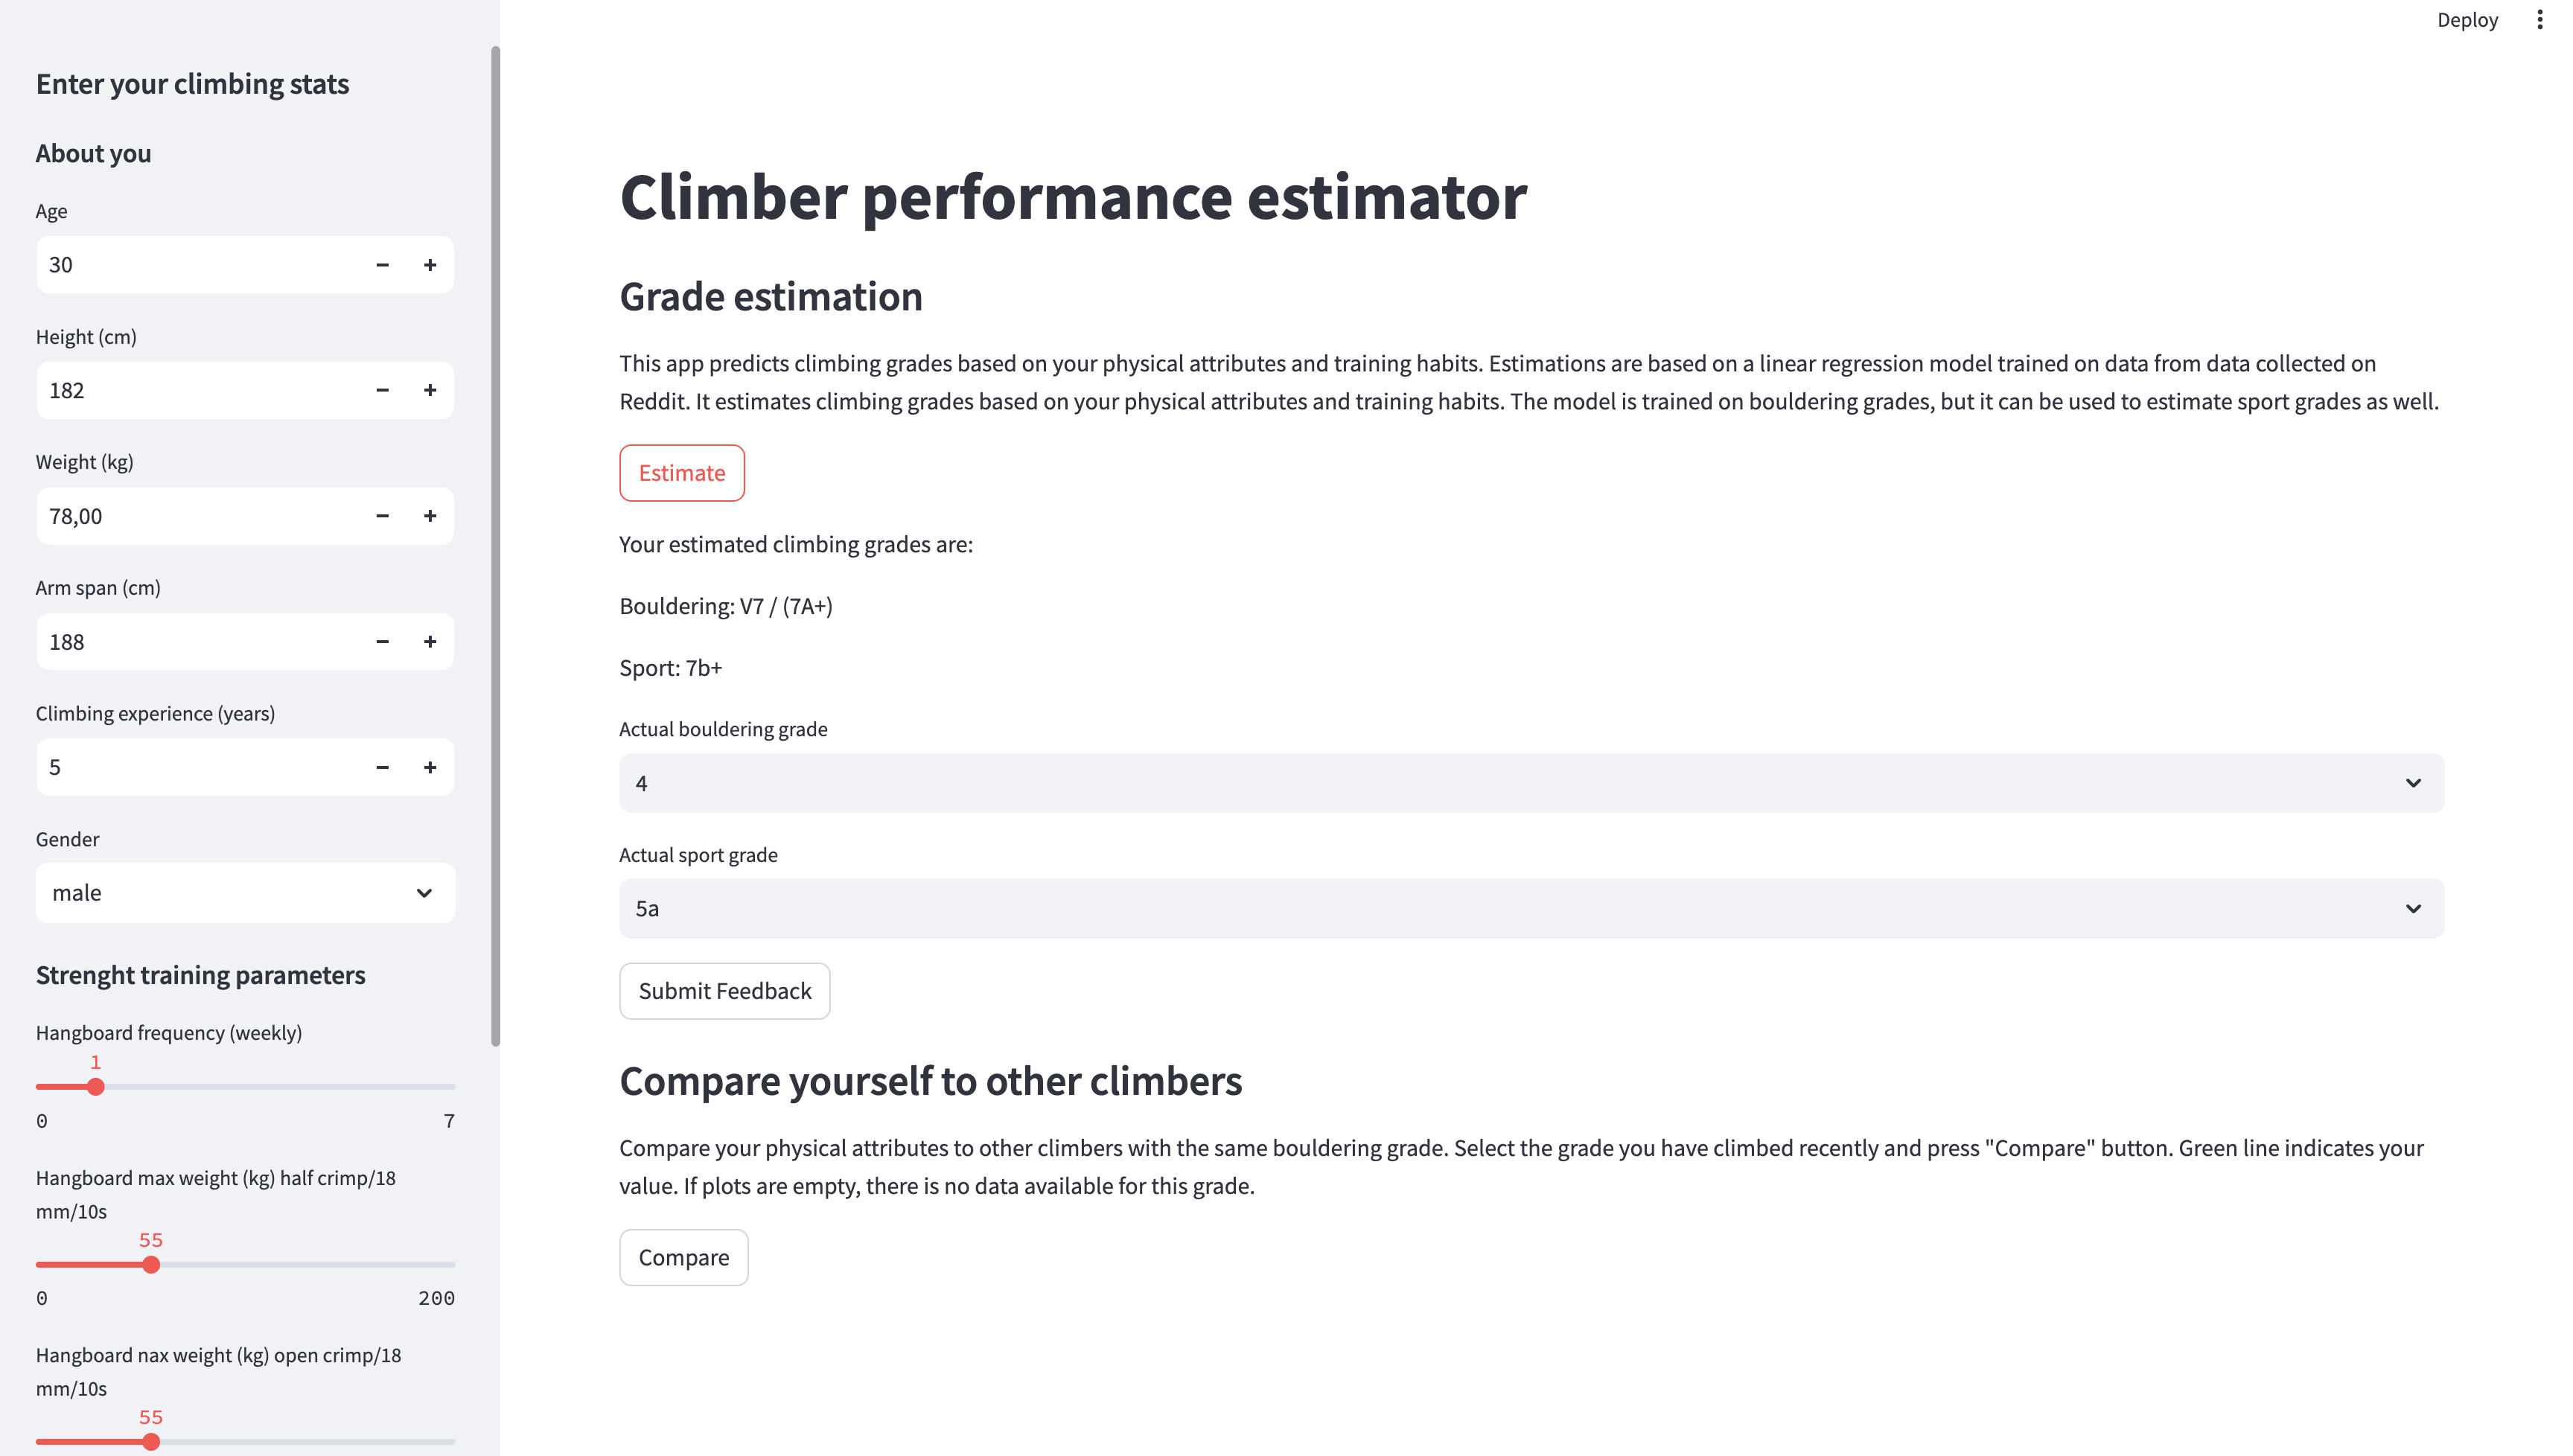 Deploy
Enter your climbing stats
About you
Age
30
Height (cm)
182
Weight (kg)
78,00
Arm span (cm)
188
Climbing experience (years)
5
Gender
male
Strenght training parameters
Hangboard frequency (weekly)
1
0 7
Hangboard max weight (kg) half crimp/18
mm/10s
55
0 200
Hangboard nax weight (kg) open crimp/18
mm/10s
55
Climber performance estimator
Grade estimation
This app predicts climbing grades based on your physical attributes and training habits. Estimations are based on a linear regression model trained on data from data collected on
Reddit. It estimates climbing grades based on your physical attributes and training habits. The model is trained on bouldering grades, but it can be used to estimate sport grades as well.
Estimate
Your estimated climbing grades are:
Bouldering: V7 / (7A+)
Sport: 7b+
Actual bouldering grade
4
Actual sport grade
5a
Submit Feedback
Compare yourself to other climbers
Compare your physical attributes to other climbers with the same bouldering grade. Select the grade you have climbed recently and press "Compare" button. Green line indicates your
value. If plots are empty, there is no data available for this grade.
Compare